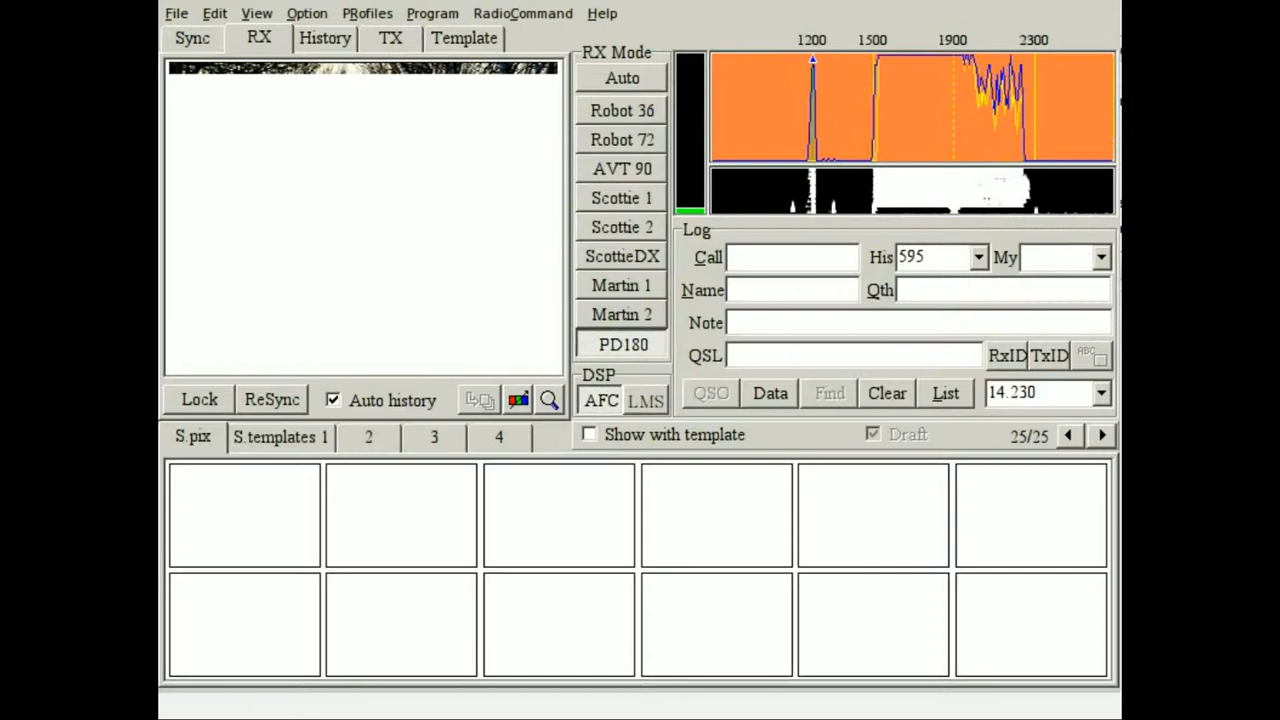 File Edit View Option PRofiles Program RadioCommand Help
Sync RX History TX Template
RX Mode
Auto
Robot 36
Robot 72
AVT 90
Scottie 1
Scottie 2
ScottieDX
Martin 1
Martin 2
PD180
DSP
AFC LMS
1200 1500 1900 2300
Log
Call His 595 My
Name Qth
Note
QSL RxID TxID ABC
QSO Data Find Clear List 14.230
Lock ReSync Auto history
S.pix S.templates 1 2 3 4
Show with template Draft 25/25